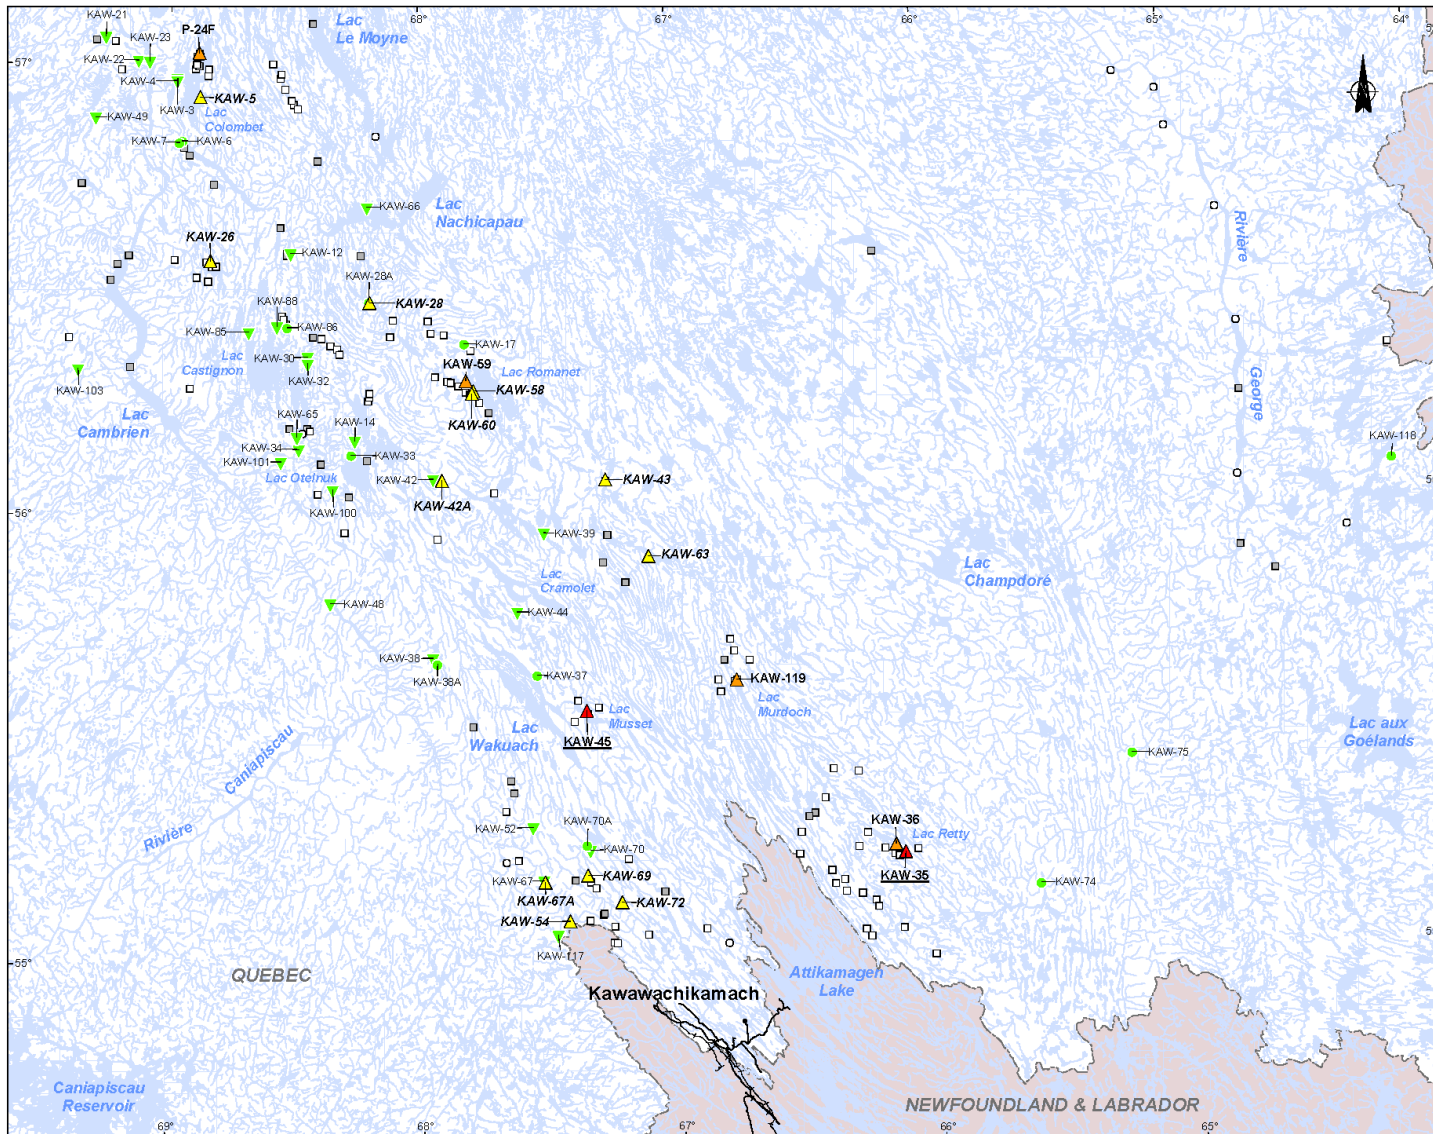 68°
67°
66°
65°
64°
KAW-21
P-24F
KAW-23
Lac
Le Moyne
57°
KAW-22
KAW-4
KAW-5
KAW-3
Lac
Colombet
KAW-49
KAW-7
KAW-6
Lac
Nachicapau
KAW-66
Rivière
KAW-26
KAW-12
KAW-28A
KAW-28
KAW-88
KAW-86
KAW-85
KAW-17
Lac
Castignon
KAW-30
KAW-59
Lac Romanet
KAW-32
KAW-58
KAW-103
George
Lac
Cambrien
KAW-65
KAW-14
KAW-60
KAW-118
KAW-34
KAW-33
KAW-101
Lac Otelnuk
KAW-42
KAW-43
KAW-42A
KAW-100
56°
KAW-39
KAW-63
Lac
Champdoré
Lac
Cramolet
KAW-48
KAW-44
KAW-38
KAW-38A
KAW-37
KAW-119
Lac
Murdoch
Lac
Musset
Lac
Wakuach
KAW-45
Lac aux
Goélands
KAW-75
Rivière
Caniapiscau
KAW-52
KAW-70A
KAW-36
Lac Retty
KAW-70
KAW-35
KAW-67
KAW-69
KAW-74
KAW-67A
KAW-72
KAW-54
KAW-117
55°
QUEBEC
Attikamagen
Lake
Kawawachikamach
Caniapiscau
Reservoir
NEWFOUNDLAND & LABRADOR
69°
68°
67°
66°
65°